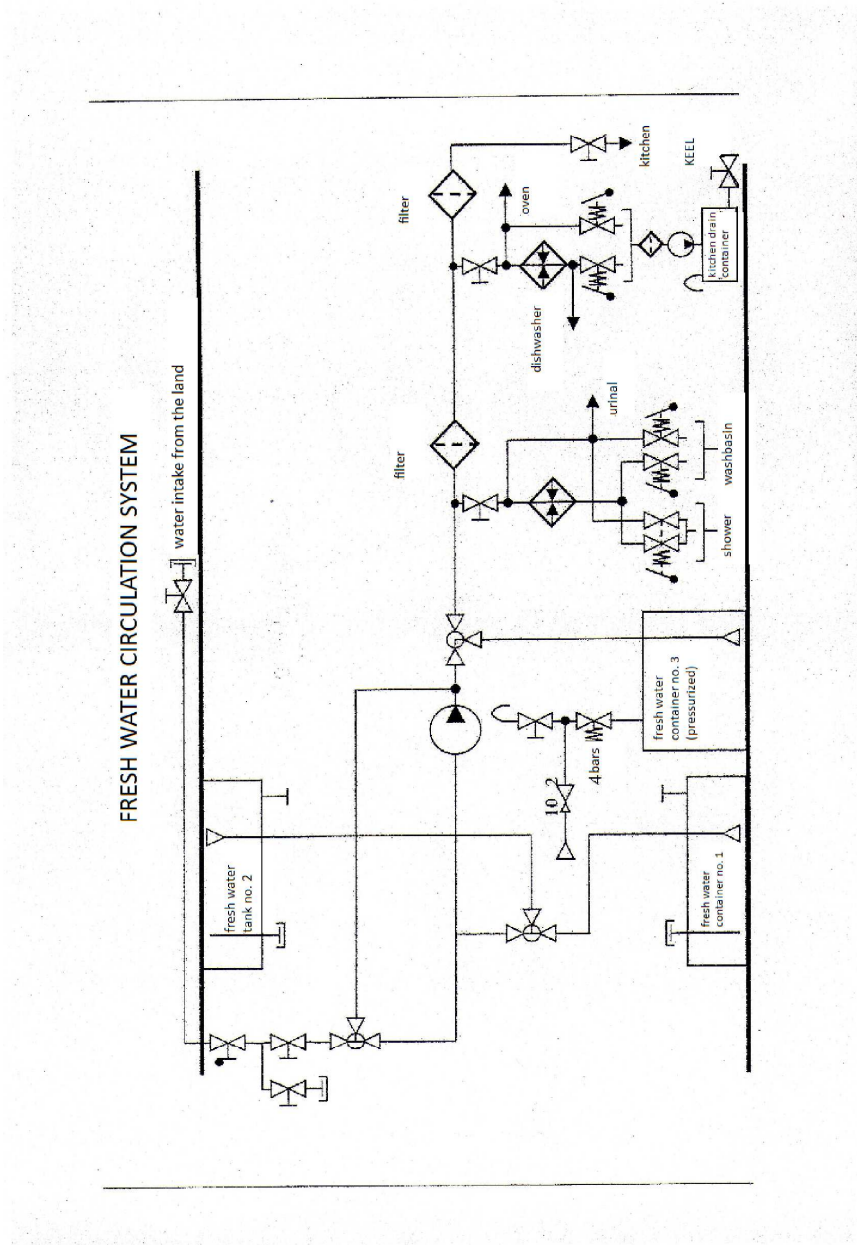 FRESH WATER CIRCULATION SYSTEM
water intake from the land
fresh water
tank no. 2
filter
filter
kitchen
KEEL
oven
dishwasher
kitchen drain
container
urinal
washbasin
shower
10 2
4 bars
fresh water
container no. 3
(pressurized)
fresh water
container no. 1